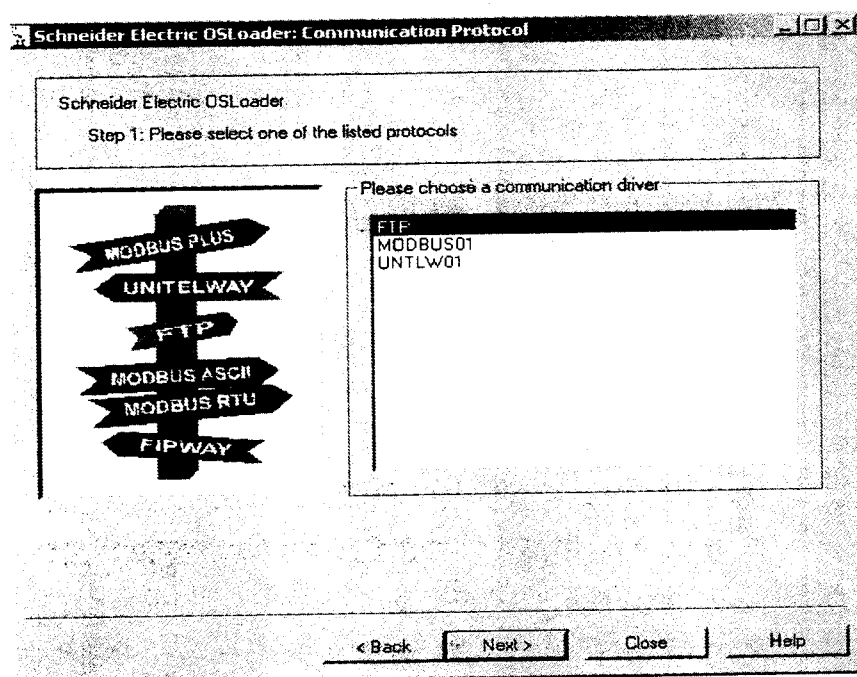 Schneider Electric OSLoader: Communication Protocol
Schneider Electric OSLoader
Step 1: Please select one of the listed protocols
MODBUS PLUS
UNITELWAY
FTP
MODBUS ASCII
MODBUS RTU
FIPWAY
Please choose a communication driver
FTP
MODBUS01
UNTLW01
< Back
Next >
Close
Help